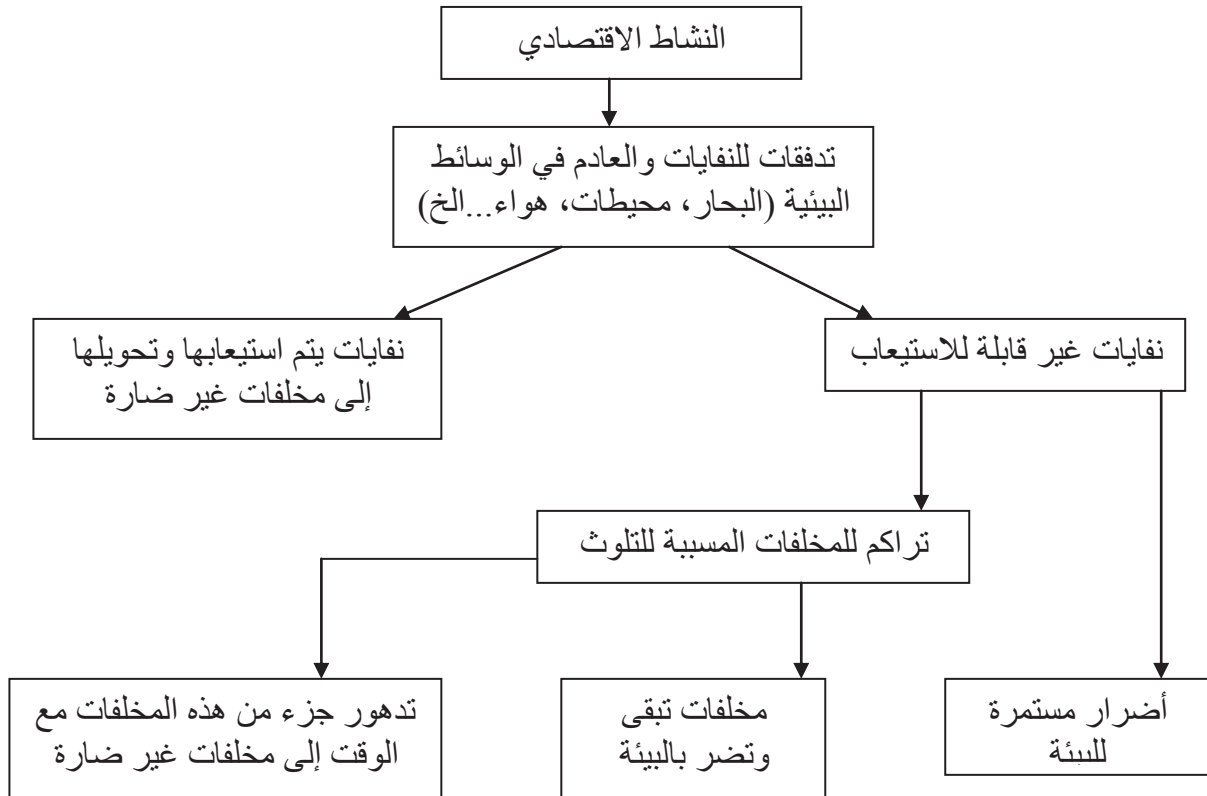 النشاط الاقتصادي
تدفقات للنفايات والعادم في الوسائط
البيئية (البحار، محيطات، هواء...الخ)
نفايات غير قابلة للاستيعاب
نفايات يتم استيعابها وتحويلها
إلى مخلفات غير ضارة
تراكم للمخلفات المسببة للتلوث
أضرار مستمرة
للبيئة
مخلفات تبقى
وتضر بالبيئة
تدهور جزء من هذه المخلفات مع
الوقت إلى مخلفات غير ضارة